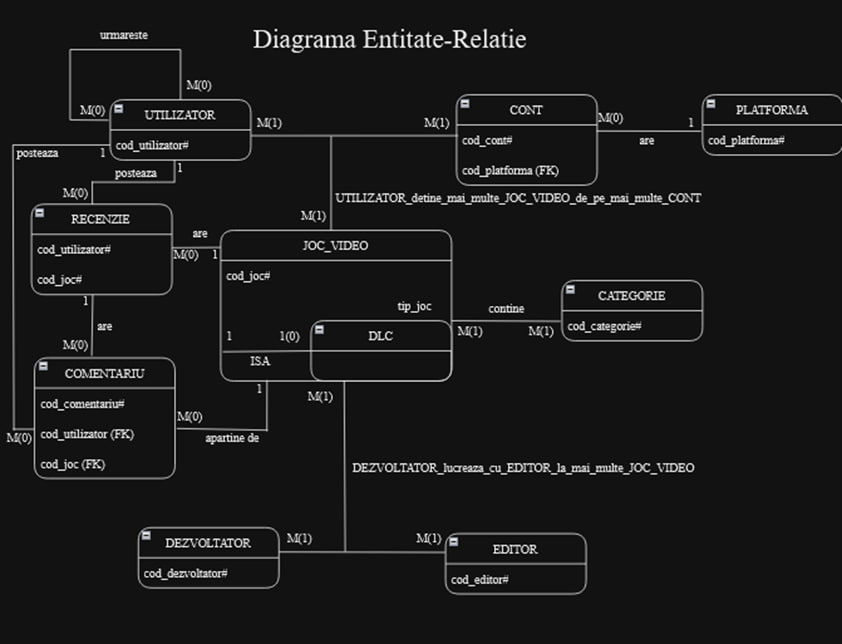 Diagrama Entitate-Relatie
urmareste
M(0)
M(0)
UTILIZATOR
cod_utilizator#
M(1)
M(1)
CONT
cod_cont#
cod_platforma (FK)
M(0)
1
are
PLATFORMA
cod_platforma#
posteaza
1
posteaza
1
M(0)
UTILIZATOR_detine_mai_multe_JOC_VIDEO_de_pe_mai_multe_CONT
M(1)
RECENZIE
cod_utilizator#
cod_joc#
are
M(0)
1
JOC_VIDEO
cod_joc#
tip_joc
1
1(0)
DLC
ISA
contine
M(1)
M(1)
CATEGORIE
cod_categorie#
1
are
M(0)
COMENTARIU
cod_comentariu#
cod_utilizator (FK)
cod_joc (FK)
M(0)
M(0)
1
apartine de
M(1)
DEZVOLTATOR_lucreaza_cu_EDITOR_la_mai_multe_JOC_VIDEO
DEZVOLTATOR
cod_dezvoltator#
M(1)
M(1)
EDITOR
cod_editor#